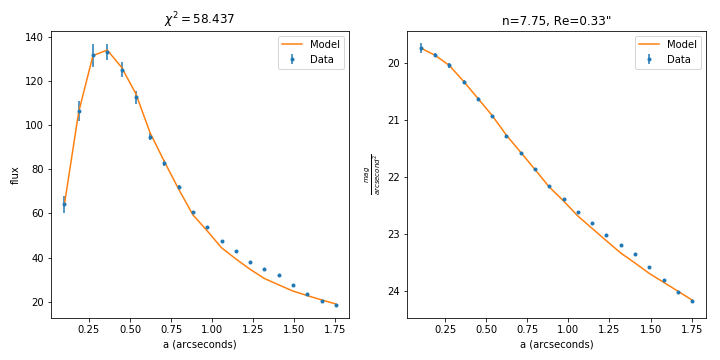 χ² = 58.437
Model
Data
140
120
100
80
60
40
20
flux
0.25 0.50 0.75 1.00 1.25 1.50 1.75
a (arcseconds)
n=7.75, Re=0.33"
Model
Data
20
21
22
23
24
mag
arcsecond²
0.25 0.50 0.75 1.00 1.25 1.50 1.75
a (arcseconds)